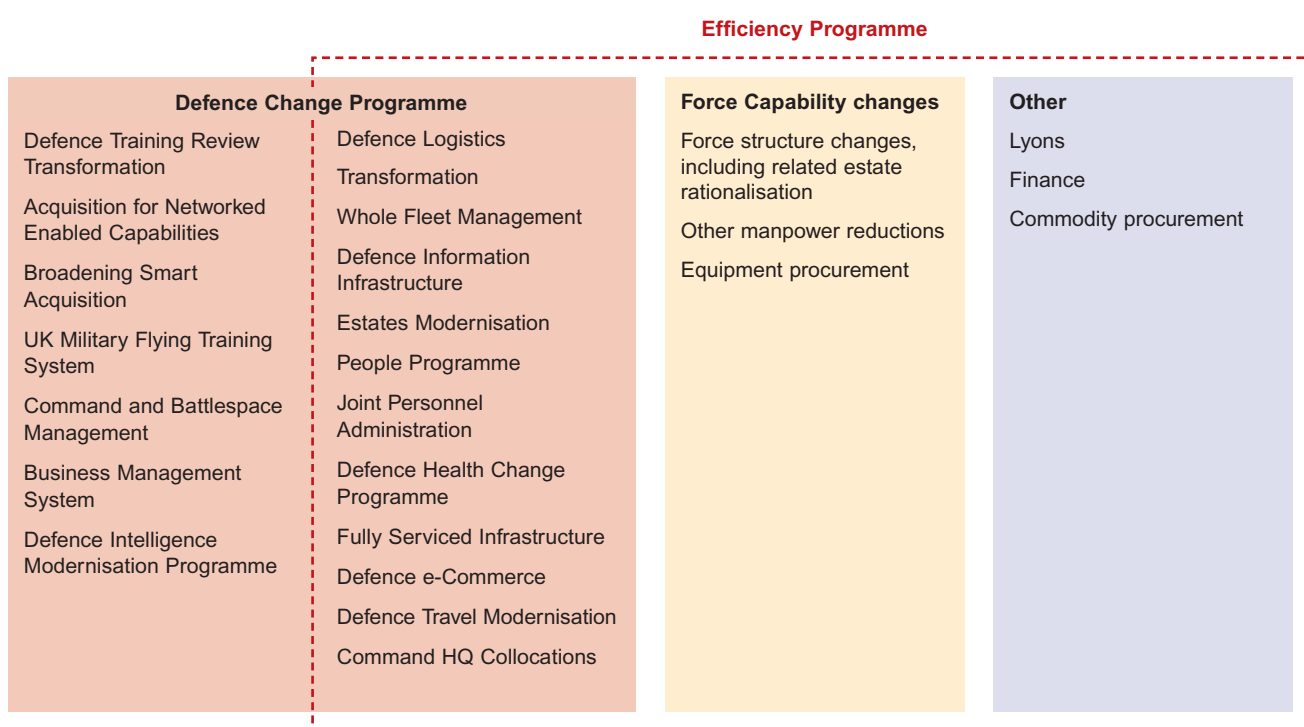 Efficiency Programme
Defence Change Programme
Defence Training Review
Transformation
Acquisition for Networked
Enabled Capabilities
Broadening Smart
Acquisition
UK Military Flying Training
System
Command and Battlespace
Management
Business Management
System
Defence Intelligence
Modernisation Programme
Defence Logistics
Transformation
Whole Fleet Management
Defence Information
Infrastructure
Estates Modernisation
People Programme
Joint Personnel
Administration
Defence Health Change
Programme
Fully Serviced Infrastructure
Defence e-Commerce
Defence Travel Modernisation
Command HQ Collocations
Force Capability changes
Force structure changes,
including related estate
rationalisation
Other manpower reductions
Equipment procurement
Other
Lyons
Finance
Commodity procurement